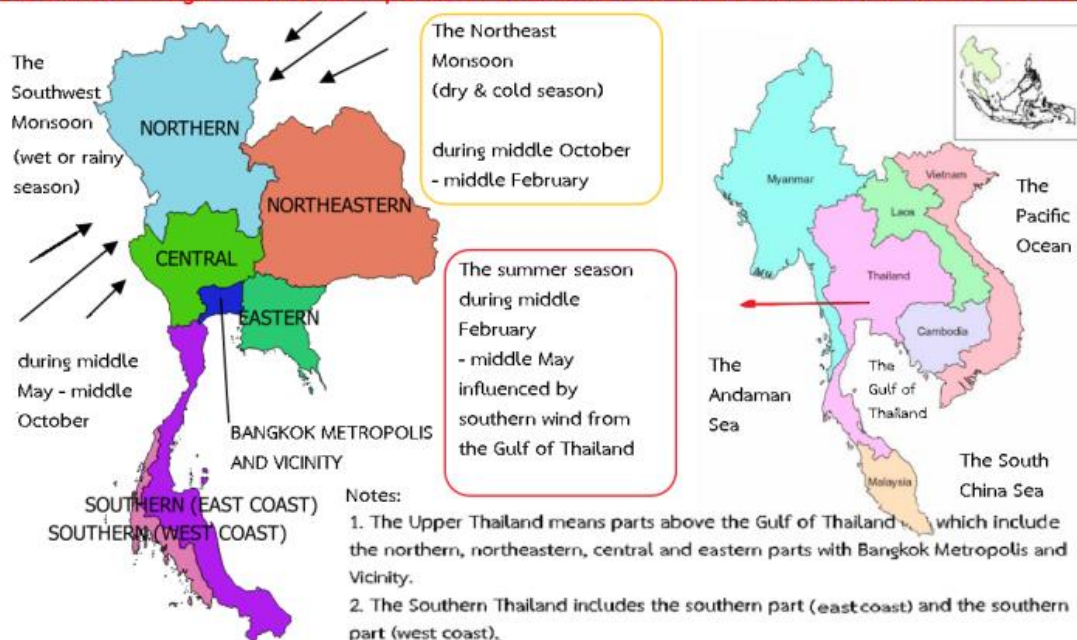 The
Southwest
Monsoon
(wet or rainy
season)
during middle
May - middle
October
NORTHERN
NORTHEASTERN
CENTRAL
EASTERN
BANGKOK METROPOLIS
AND VICINITY
SOUTHERN (EAST COAST)
SOUTHERN (WEST COAST)
The Northeast
Monsoon
(dry & cold season)
during middle October
- middle February
The summer season
during middle
February
- middle May
influenced by
southern wind from
the Gulf of Thailand
Myanmar
Vietnam
Laos
Thailand
Cambodia
Malaysia
The
Pacific
Ocean
The
Andaman
Sea
The
Gulf of
Thailand
The South
China Sea
Notes:
1. The Upper Thailand means parts above the Gulf of Thailand which include
the northern, northeastern, central and eastern parts with Bangkok Metropolis and
Vicinity.
2. The Southern Thailand includes the southern part (east coast) and the southern
part (west coast).